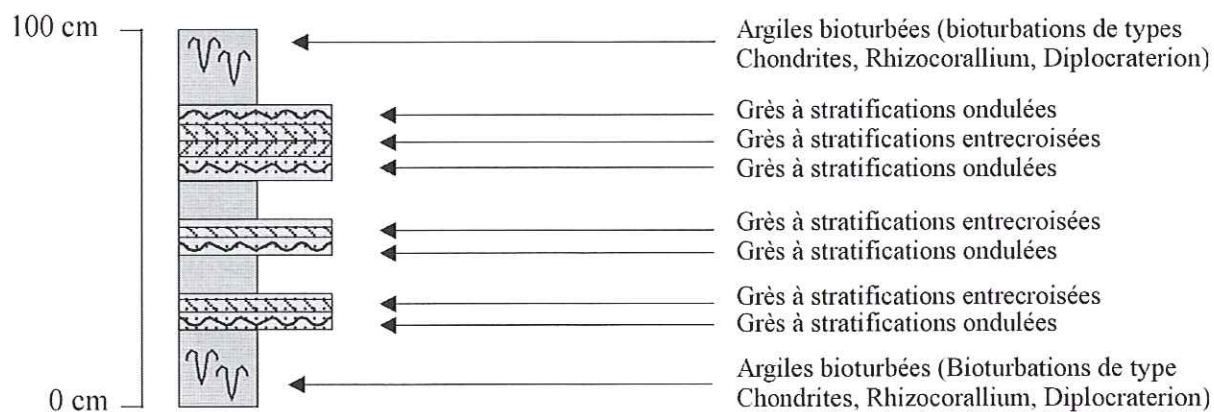 100 cm
Argiles bioturbées (bioturbations de types
Chondrites, Rhizocorallium, Diplocraterion)
Grès à stratifications ondulées
Grès à stratifications entrecroisées
Grès à stratifications ondulées
Grès à stratifications entrecroisées
Grès à stratifications ondulées
Grès à stratifications entrecroisées
Grès à stratifications ondulées
Argiles bioturbées (Bioturbations de type
Chondrites, Rhizocorallium, Diplocraterion)
0 cm